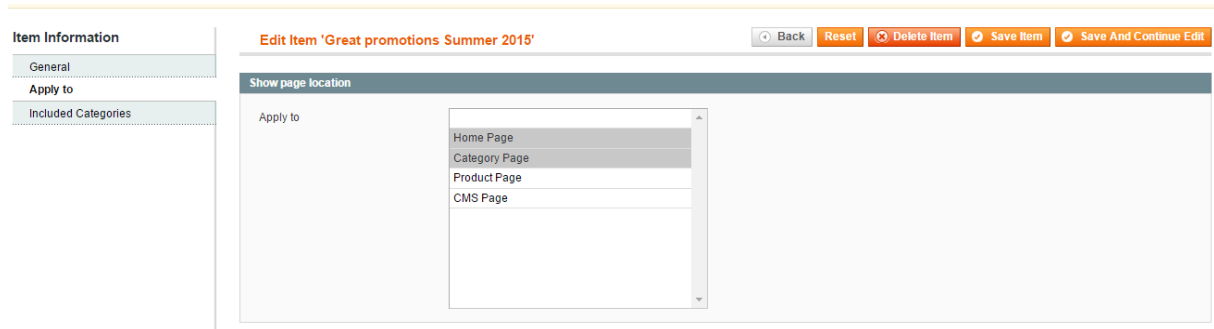 Item Information
General
Apply to
Included Categories
Edit Item 'Great promotions Summer 2015'
Back Reset Delete Item Save Item Save And Continue Edit
Show page location
Apply to
Home Page
Category Page
Product Page
CMS Page